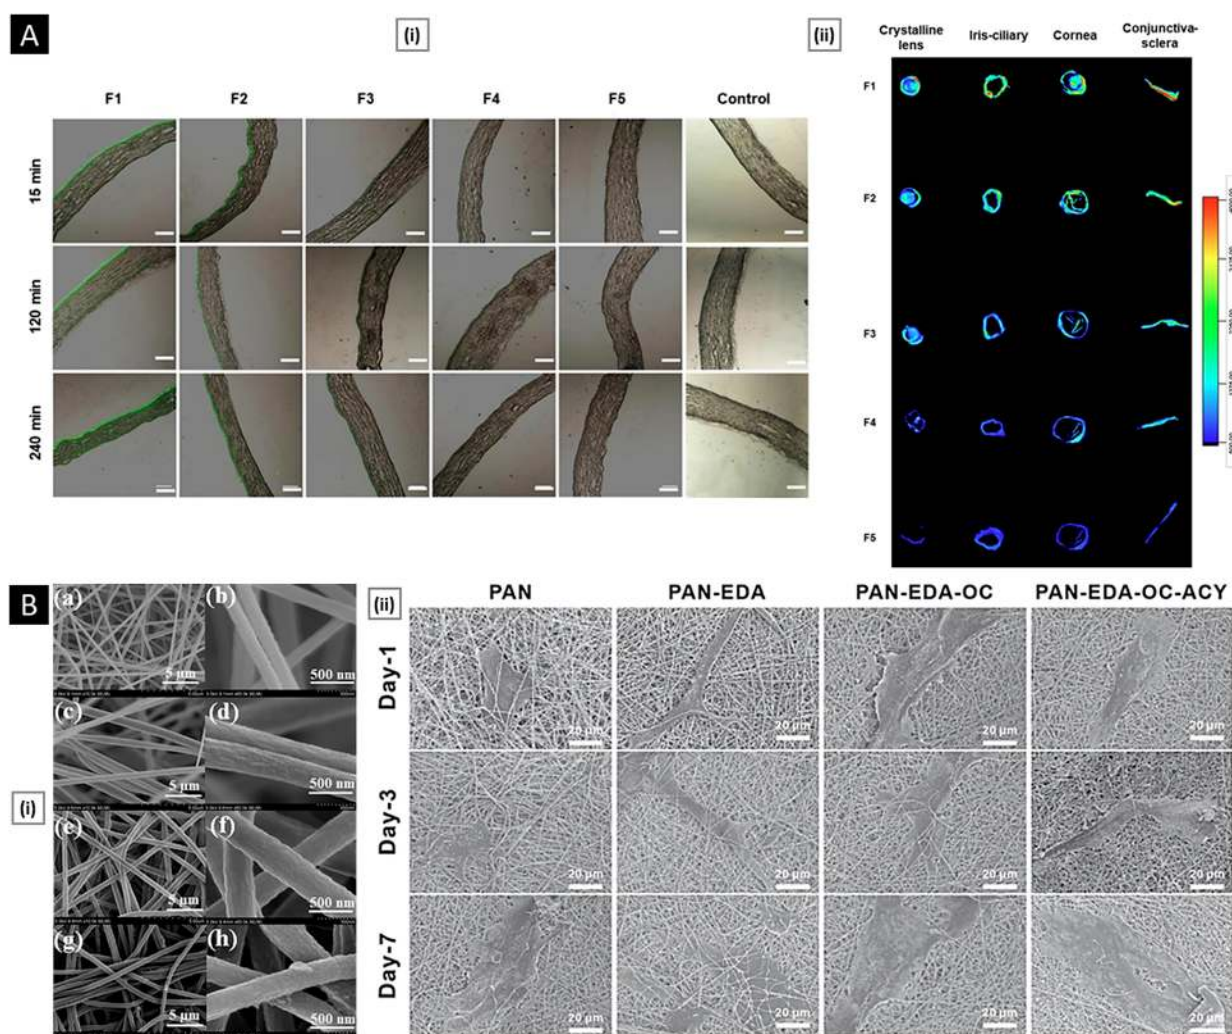 A
(i)
(ii)
F1 F2 F3 F4 F5 Control
15 min
120 min
240 min
Crystalline lens
Iris-ciliary
Cornea
Conjunctiva-
sclera
F1
F2
F3
F4
F5
B
(i)
(a) 5 µm
(b) 500 nm
(c) 5 µm
(d) 500 nm
(e) 5 µm
(f) 500 nm
(g) 5 µm
(h) 500 nm
(ii)
PAN PAN-EDA PAN-EDA-OC PAN-EDA-OC-ACY
Day-1
20 µm 20 µm 20 µm 20 µm
Day-3
20 µm 20 µm 20 µm 20 µm
Day-7
20 µm 20 µm 20 µm 20 µm